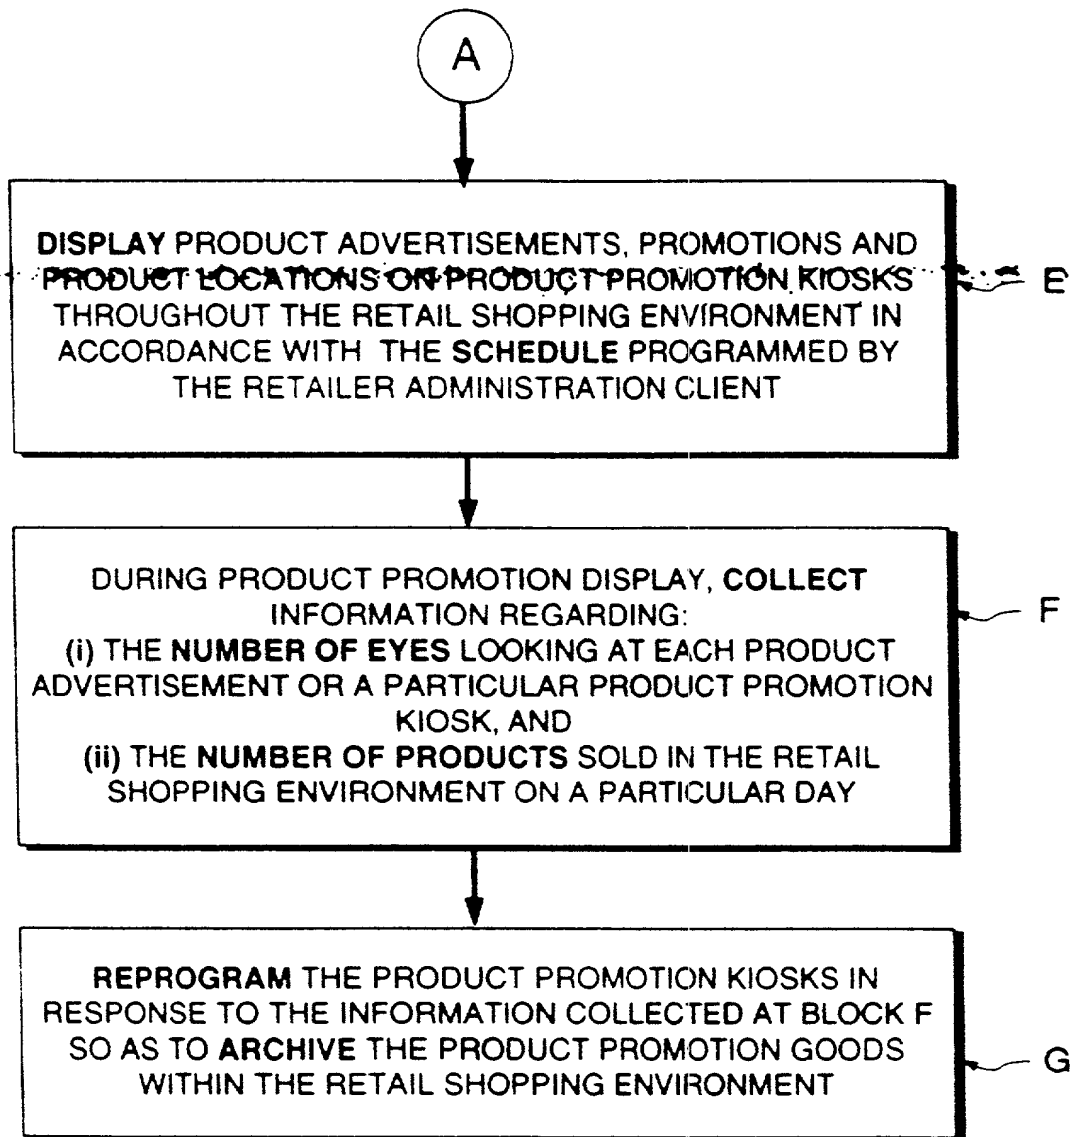 A
DISPLAY PRODUCT ADVERTISEMENTS, PROMOTIONS AND
PRODUCT LOCATIONS ON PRODUCT PROMOTION KIOSKS
E
THROUGHOUT THE RETAIL SHOPPING ENVIRONMENT IN
ACCORDANCE WITH THE SCHEDULE PROGRAMMED BY
THE RETAILER ADMINISTRATION CLIENT
DURING PRODUCT PROMOTION DISPLAY, COLLECT
INFORMATION REGARDING:
F
(i) THE NUMBER OF EYES LOOKING AT EACH PRODUCT
ADVERTISEMENT OR A PARTICULAR PRODUCT PROMOTION
KIOSK, AND
(ii) THE NUMBER OF PRODUCTS SOLD IN THE RETAIL
SHOPPING ENVIRONMENT ON A PARTICULAR DAY
REPROGRAM THE PRODUCT PROMOTION KIOSKS IN
RESPONSE TO THE INFORMATION COLLECTED AT BLOCK F
SO AS TO ARCHIVE THE PRODUCT PROMOTION GOODS
G
WITHIN THE RETAIL SHOPPING ENVIRONMENT